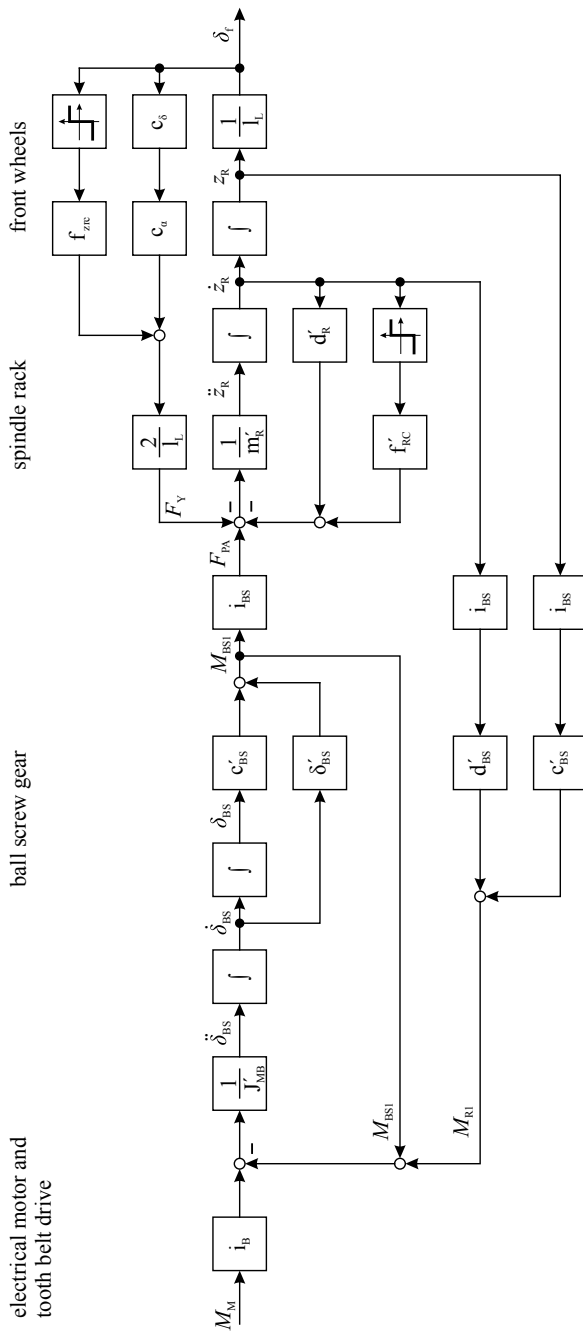 electrical motor and
tooth belt drive
ball screw gear
spindle rack
front wheels
M_M
i_B
1
J′_MB
δ̈_BS
∫
δ̇_BS
∫
δ_BS
c′_BS
δ′_BS
M_BS1
i_BS
F_PA
F_Y
2
l_L
1
m′_R
z̈_R
∫
ż_R
∫
z_R
1
l_L
δ_f
f_zrc
c_α
c_δ
d′_R
f′_RC
−
−
−
M_BS1
M_R1
d′_BS
i_BS
c′_BS
i_BS